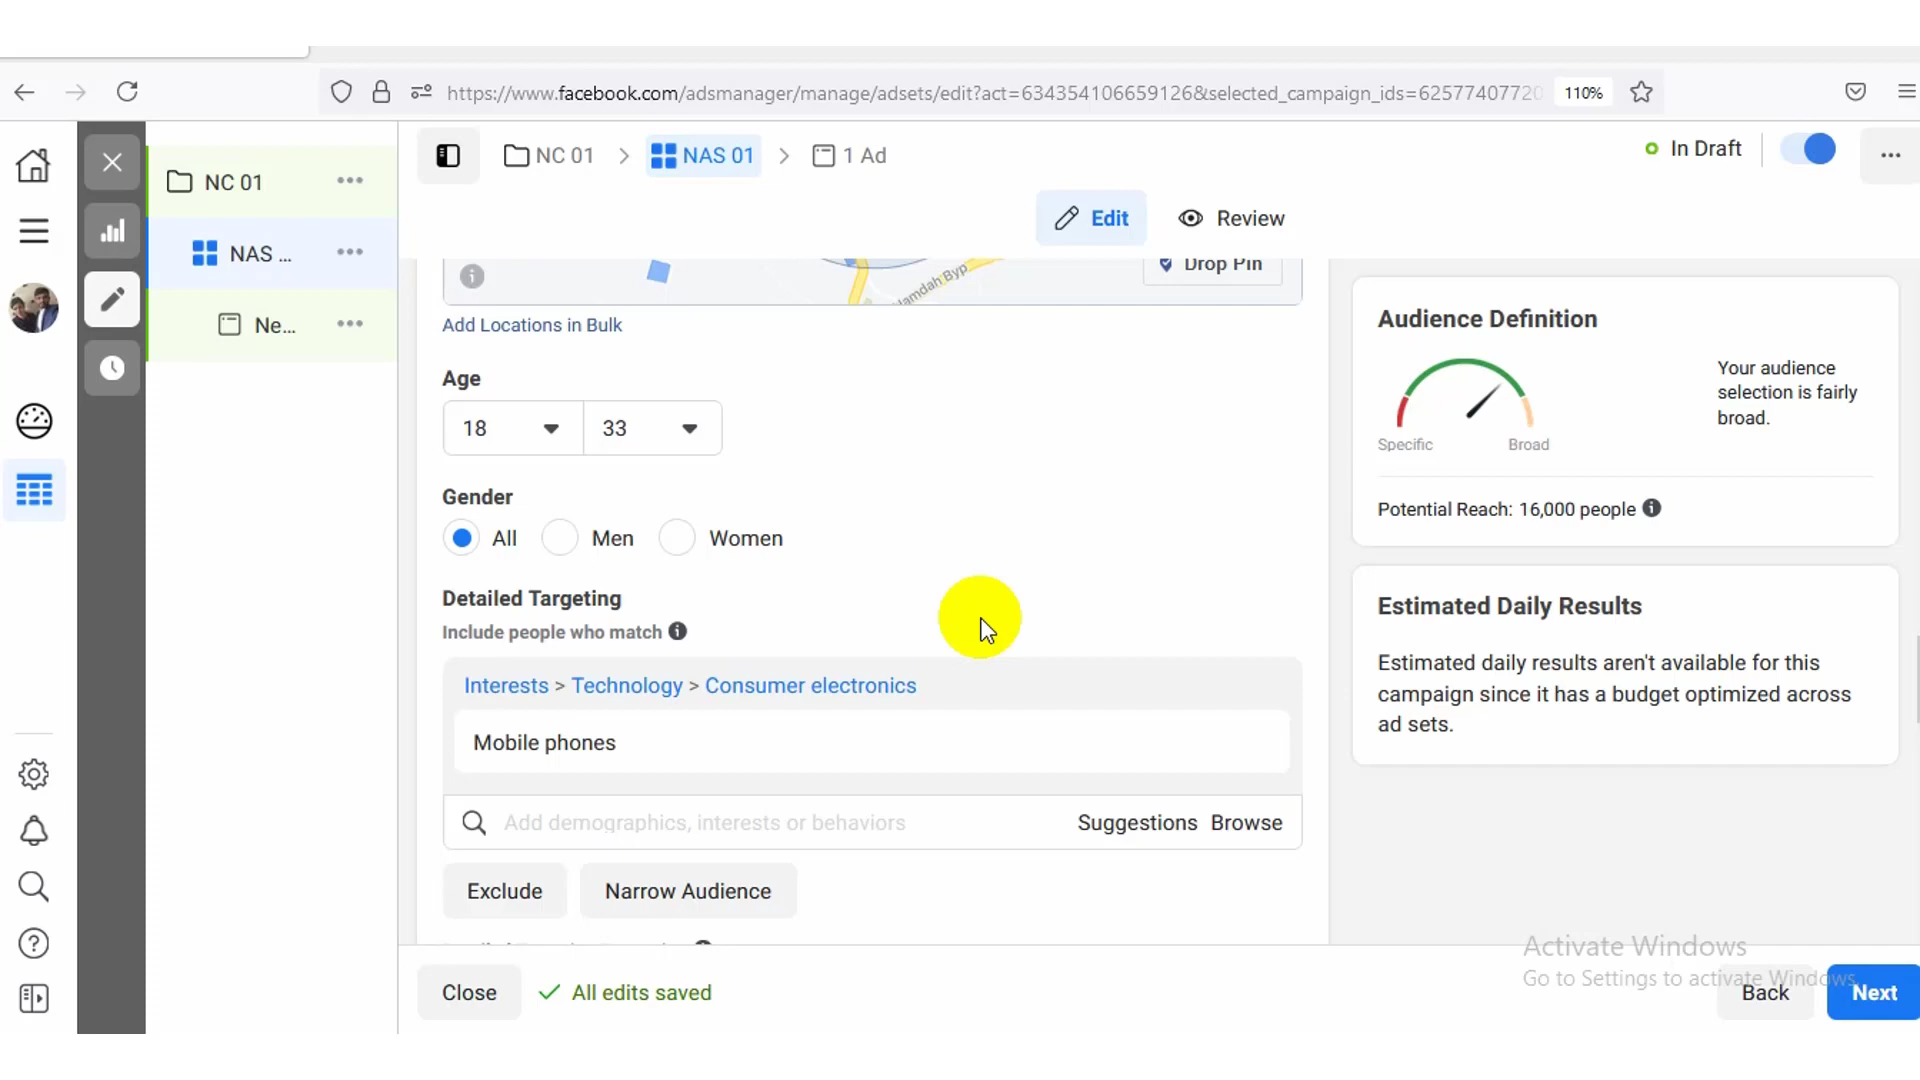 https://www.facebook.com/adsmanager/manage/adsets/edit?act=634354106659126&selected_campaign_ids=62577407720
110%
NC 01
NAS 01
1 Ad
In Draft
NC 01
NAS ...
Ne...
Edit
Review
Hamdah Byp
Drop Pin
Add Locations in Bulk
Age
18
33
Gender
All
Men
Women
Detailed Targeting
Include people who match
Interests > Technology > Consumer electronics
Mobile phones
Add demographics, interests or behaviors
Suggestions
Browse
Exclude
Narrow Audience
Audience Definition
Specific
Broad
Your audience
selection is fairly
broad.
Potential Reach: 16,000 people
Estimated Daily Results
Estimated daily results aren't available for this
campaign since it has a budget optimized across
ad sets.
Activate Windows
Go to Settings to activate Windows.
Close
All edits saved
Back
Next